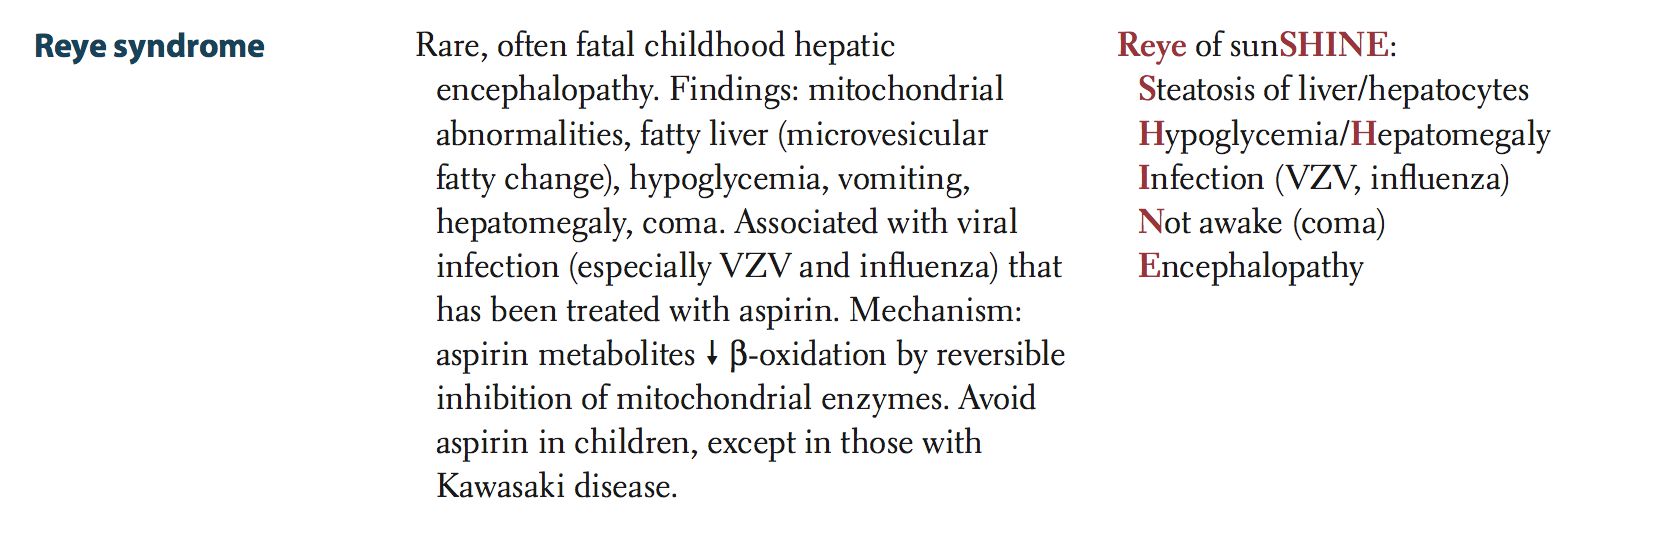 Reye syndrome
Rare, often fatal childhood hepatic
encephalopathy. Findings: mitochondrial
abnormalities, fatty liver (microvesicular
fatty change), hypoglycemia, vomiting,
hepatomegaly, coma. Associated with viral
infection (especially VZV and influenza) that
has been treated with aspirin. Mechanism:
aspirin metabolites ↓ β-oxidation by reversible
inhibition of mitochondrial enzymes. Avoid
aspirin in children, except in those with
Kawasaki disease.
Reye of sunSHINE:
Steatosis of liver/hepatocytes
Hypoglycemia/Hepatomegaly
Infection (VZV, influenza)
Not awake (coma)
Encephalopathy